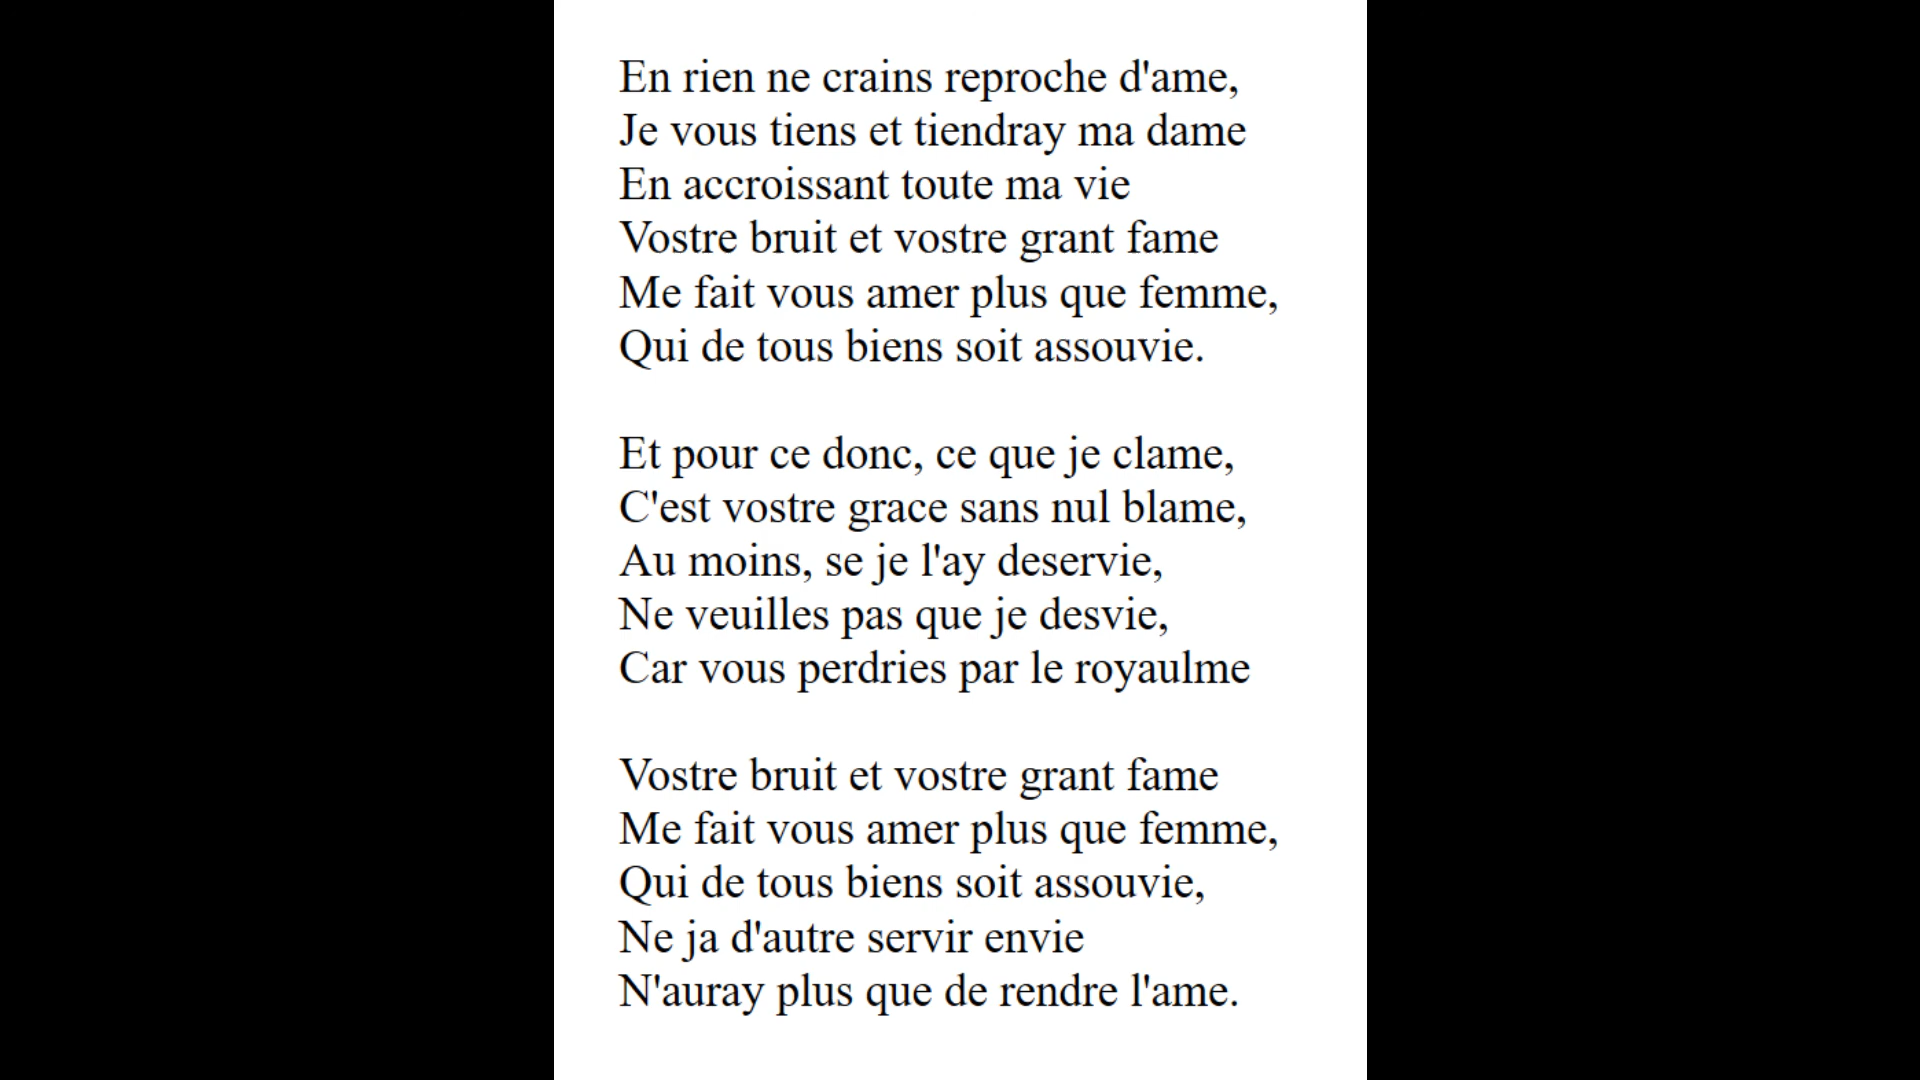 En rien ne crains reproche d'ame,
Je vous tiens et tiendray ma dame
En accroissant toute ma vie
Vostre bruit et vostre grant fame
Me fait vous amer plus que femme,
Qui de tous biens soit assouvie.

Et pour ce donc, ce que je clame,
C'est vostre grace sans nul blame,
Au moins, se je l'ay deservie,
Ne veuilles pas que je desvie,
Car vous perdries par le royaulme

Vostre bruit et vostre grant fame
Me fait vous amer plus que femme,
Qui de tous biens soit assouvie,
Ne ja d'autre servir envie
N'auray plus que de rendre l'ame.